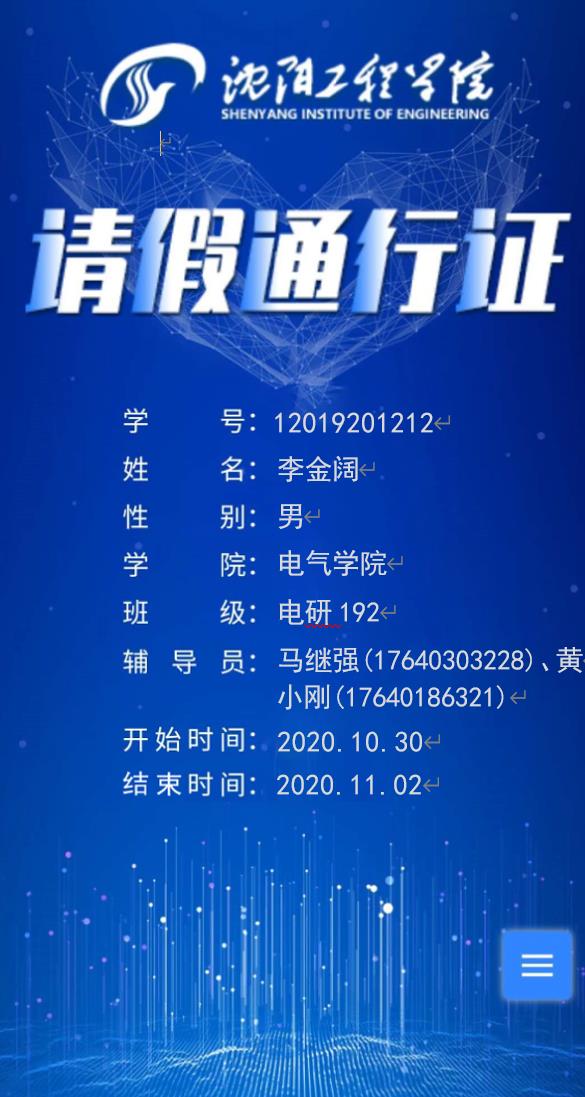 沈阳工程学院
SHENYANG INSTITUTE OF ENGINEERING
请假通行证
学号：12019201212
姓名：李金阔
性别：男
学院：电气学院
班级：电研 192
辅导员：马继强(17640303228)、黄
小刚(17640186321)
开始时间：2020.10.30
结束时间：2020.11.02